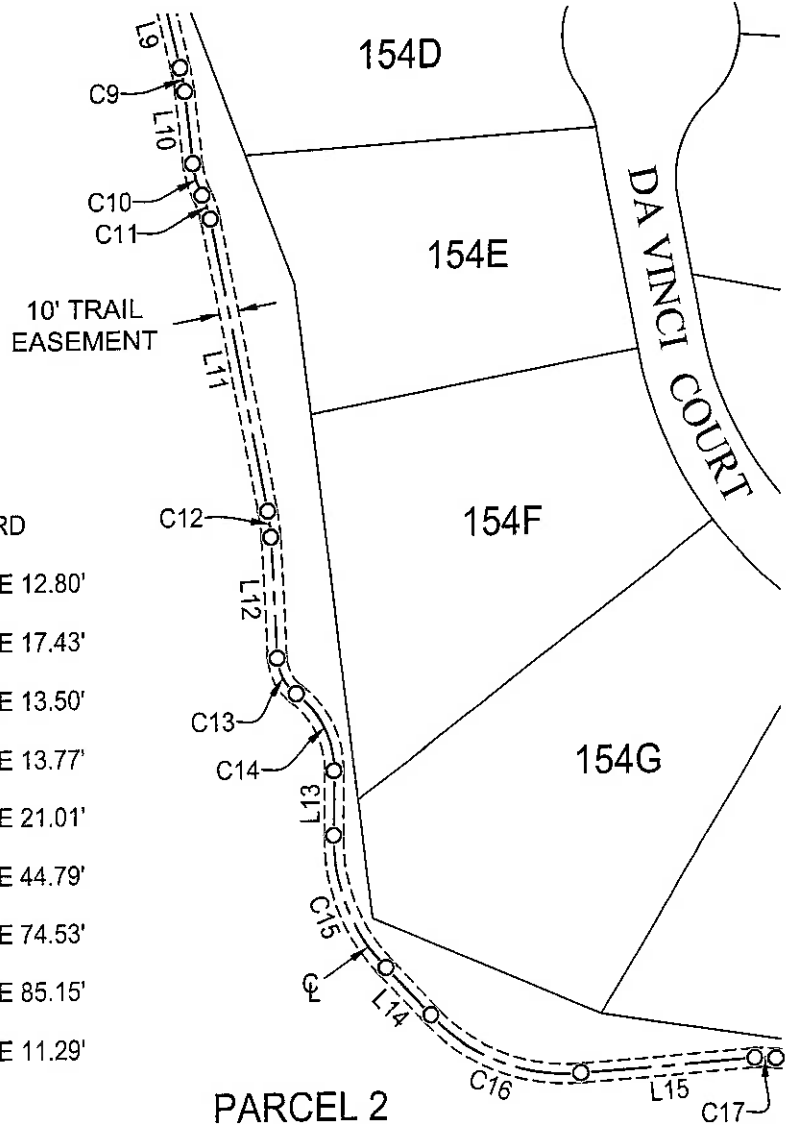 L9
154D
C9
L10
C10
C11
154E
DA VINCI COURT
10' TRAIL
EASEMENT
L11
C12
154F
RD
E 12.80'
L12
E 17.43'
E 13.50'
C13
E 13.77'
C14
154G
L13
E 21.01'
E 44.79'
C15
E 74.53'
℄
L14
E 85.15'
E 11.29'
C16
L15
PARCEL 2
C17